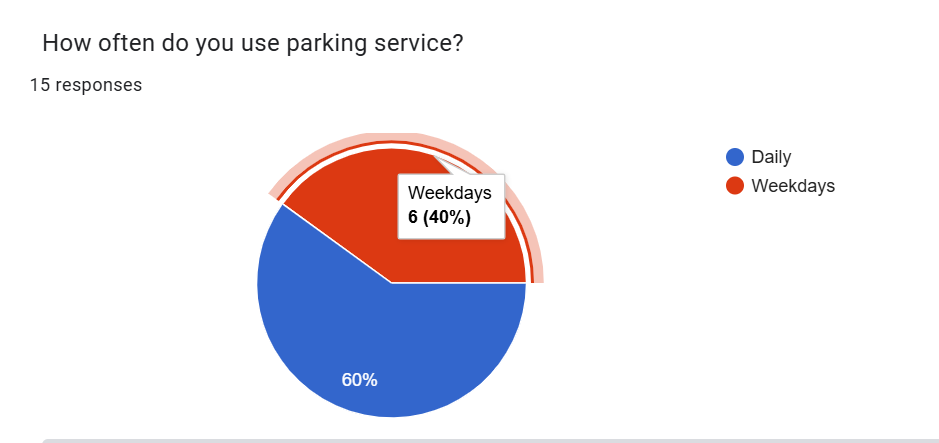 How often do you use parking service?
15 responses
Daily
Weekdays
Weekdays
6 (40%)
60%